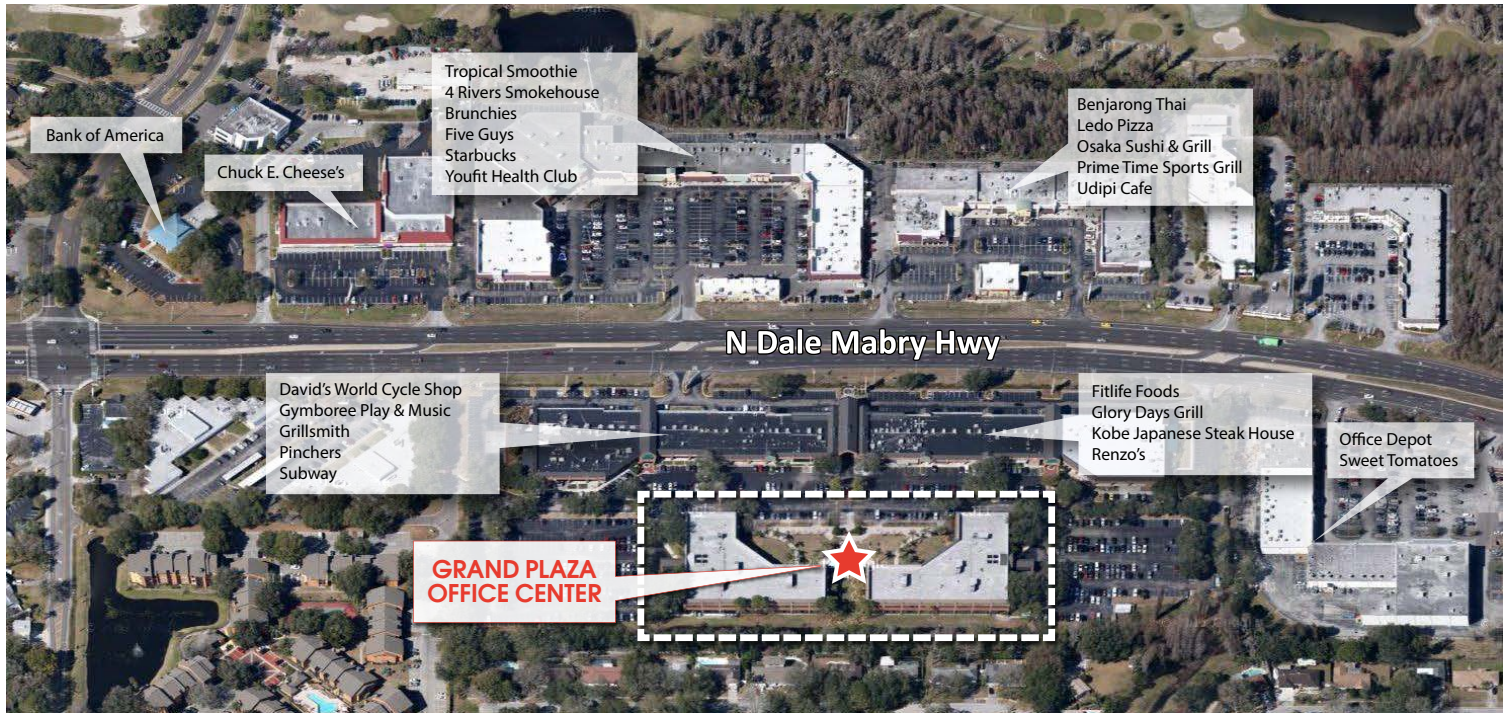 Bank of America
Chuck E. Cheese's
Tropical Smoothie
4 Rivers Smokehouse
Brunchies
Five Guys
Starbucks
Youfit Health Club
Benjarong Thai
Ledo Pizza
Osaka Sushi & Grill
Prime Time Sports Grill
Udipi Cafe
N Dale Mabry Hwy
David's World Cycle Shop
Gymboree Play & Music
Grillsmith
Pinchers
Subway
Fitlife Foods
Glory Days Grill
Kobe Japanese Steak House
Renzo's
Office Depot
Sweet Tomatoes
GRAND PLAZA
OFFICE CENTER